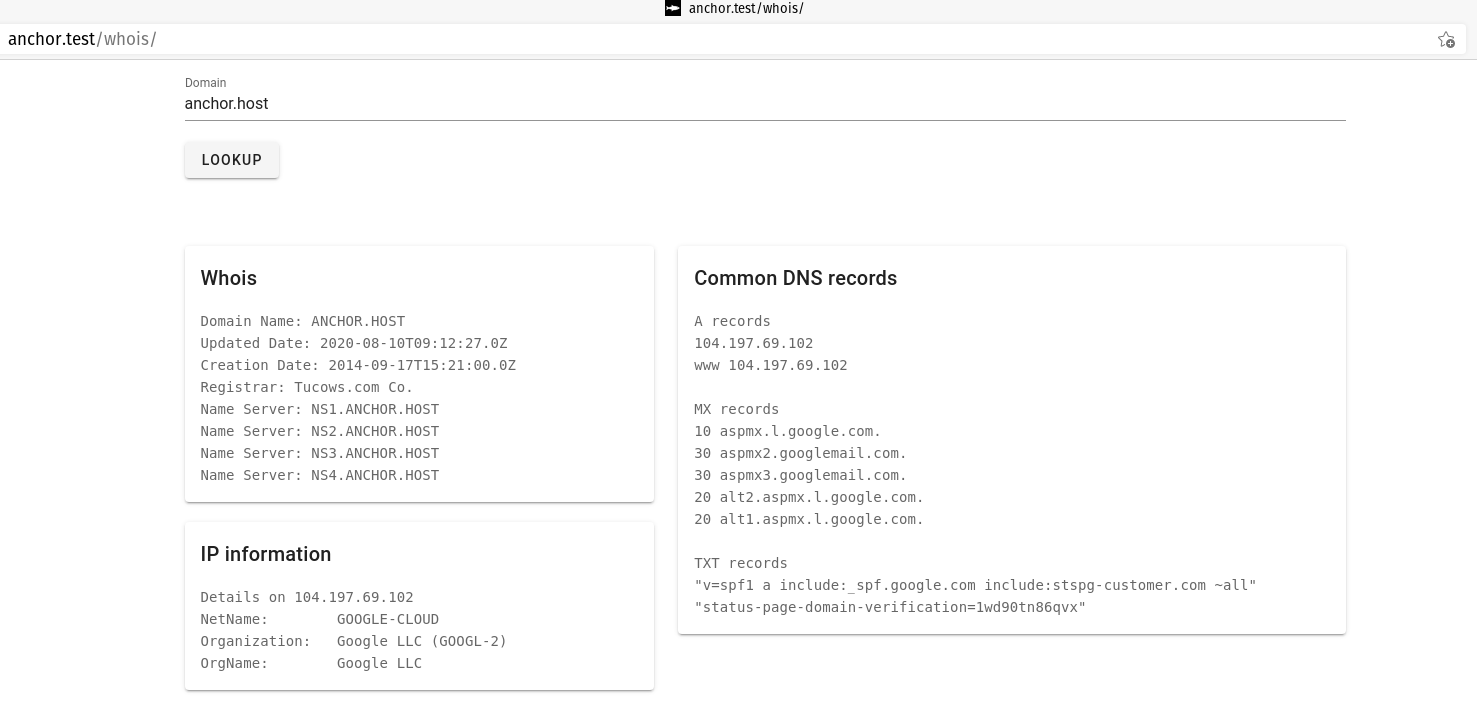 anchor.test/whois/
anchor.test/whois/
Domain
anchor.host
LOOKUP
Whois
Domain Name: ANCHOR.HOST
Updated Date: 2020-08-10T09:12:27.0Z
Creation Date: 2014-09-17T15:21:00.0Z
Registrar: Tucows.com Co.
Name Server: NS1.ANCHOR.HOST
Name Server: NS2.ANCHOR.HOST
Name Server: NS3.ANCHOR.HOST
Name Server: NS4.ANCHOR.HOST
IP information
Details on 104.197.69.102
NetName:        GOOGLE-CLOUD
Organization:   Google LLC (GOOGL-2)
OrgName:        Google LLC
Common DNS records
A records
104.197.69.102
www 104.197.69.102
MX records
10 aspmx.l.google.com.
30 aspmx2.googlemail.com.
30 aspmx3.googlemail.com.
20 alt2.aspmx.l.google.com.
20 alt1.aspmx.l.google.com.
TXT records
"v=spf1 a include:_spf.google.com include:stspg-customer.com ~all"
"status-page-domain-verification=1wd90tn86qvx"